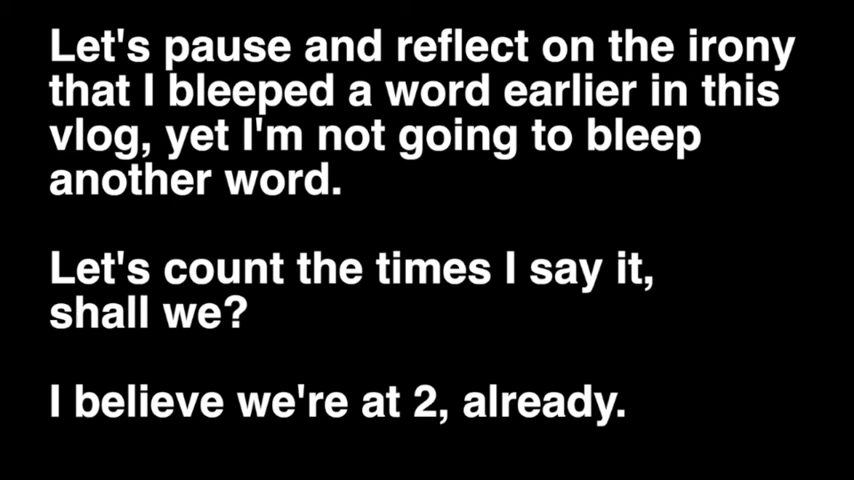 Let's pause and reflect on the irony
that I bleeped a word earlier in this
vlog, yet I'm not going to bleep
another word.
Let's count the times I say it,
shall we?
I believe we're at 2, already.